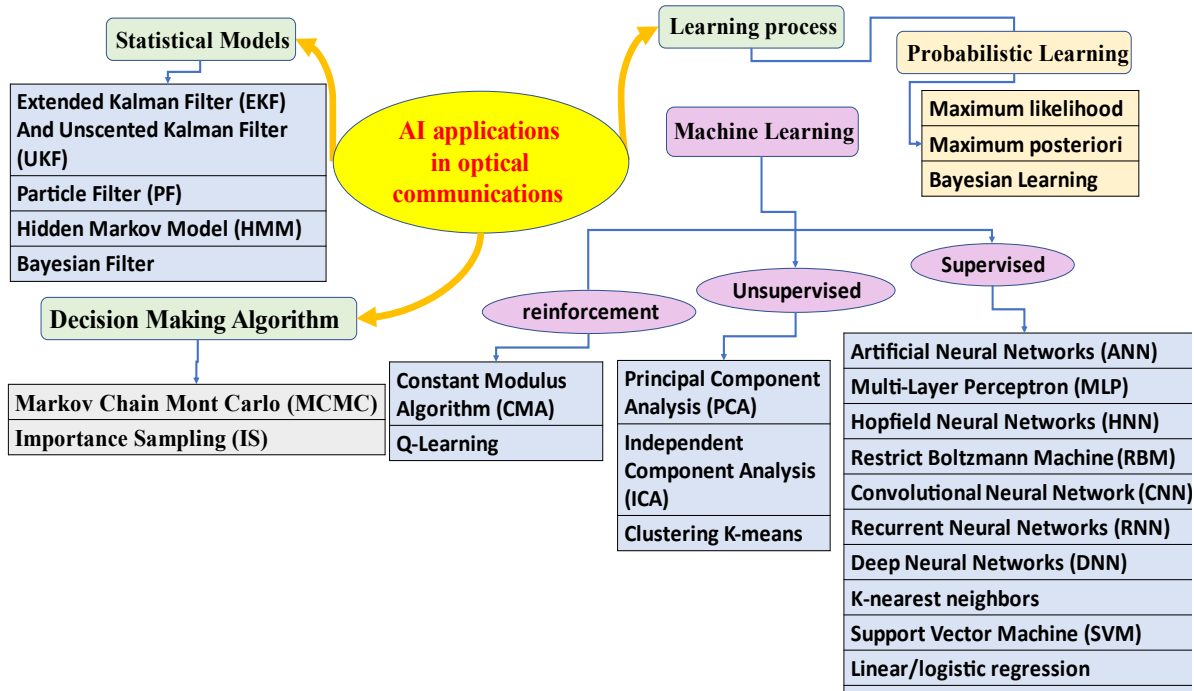 Statistical Models
Extended Kalman Filter (EKF)
And Unscented Kalman Filter
(UKF)
Particle Filter (PF)
Hidden Markov Model (HMM)
Bayesian Filter
AI applications
in optical
communications
Learning process
Probabilistic Learning
Maximum likelihood
Maximum posteriori
Bayesian Learning
Machine Learning
Decision Making Algorithm
Markov Chain Mont Carlo (MCMC)
Importance Sampling (IS)
reinforcement
Constant Modulus
Algorithm (CMA)
Q-Learning
Unsupervised
Principal Component
Analysis (PCA)
Independent
Component Analysis
(ICA)
Clustering K-means
Supervised
Artificial Neural Networks (ANN)
Multi-Layer Perceptron (MLP)
Hopfield Neural Networks (HNN)
Restrict Boltzmann Machine (RBM)
Convolutional Neural Network (CNN)
Recurrent Neural Networks (RNN)
Deep Neural Networks (DNN)
K-nearest neighbors
Support Vector Machine (SVM)
Linear/logistic regression